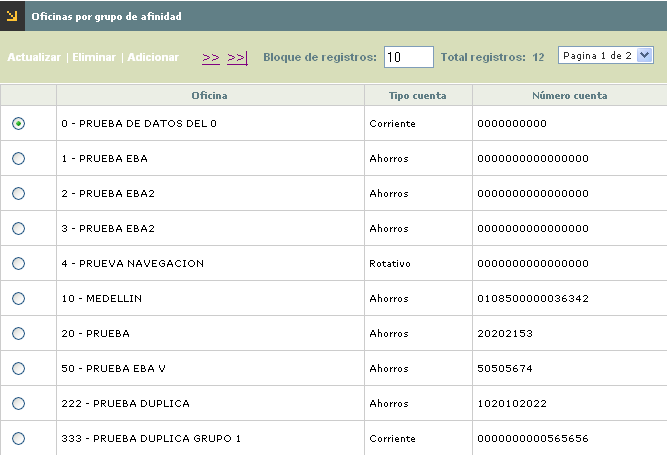 Oficinas por grupo de afinidad
Actualizar | Eliminar | Adicionar >> >>| Bloque de registros: 10 Total registros: 12 Pagina 1 de 2
Oficina Tipo cuenta Número cuenta
0 - PRUEBA DE DATOS DEL 0 Corriente 0000000000
1 - PRUEBA EBA Ahorros 0000000000000000
2 - PRUEBA EBA2 Ahorros 0000000000000000
3 - PRUEBA EBA2 Ahorros 0000000000000000
4 - PRUEVA NAVEGACION Rotativo 0000000000000000
10 - MEDELLIN Ahorros 0108500000036342
20 - PRUEBA Ahorros 20202153
50 - PRUEBA EBA V Ahorros 50505674
222 - PRUEBA DUPLICA Ahorros 1020102022
333 - PRUEBA DUPLICA GRUPO 1 Corriente 0000000000565656